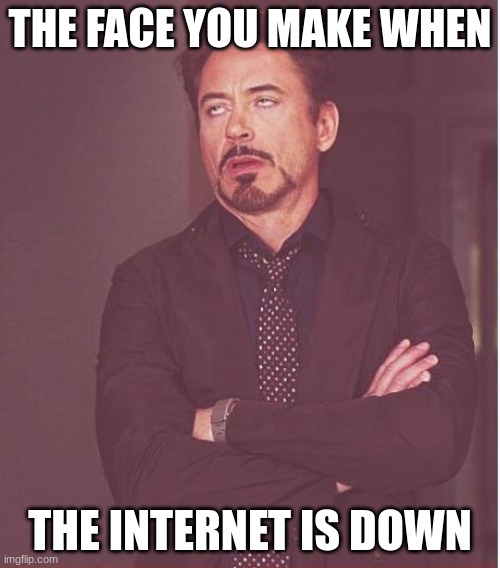 THE FACE YOU MAKE WHEN
THE INTERNET IS DOWN
imgflip.com